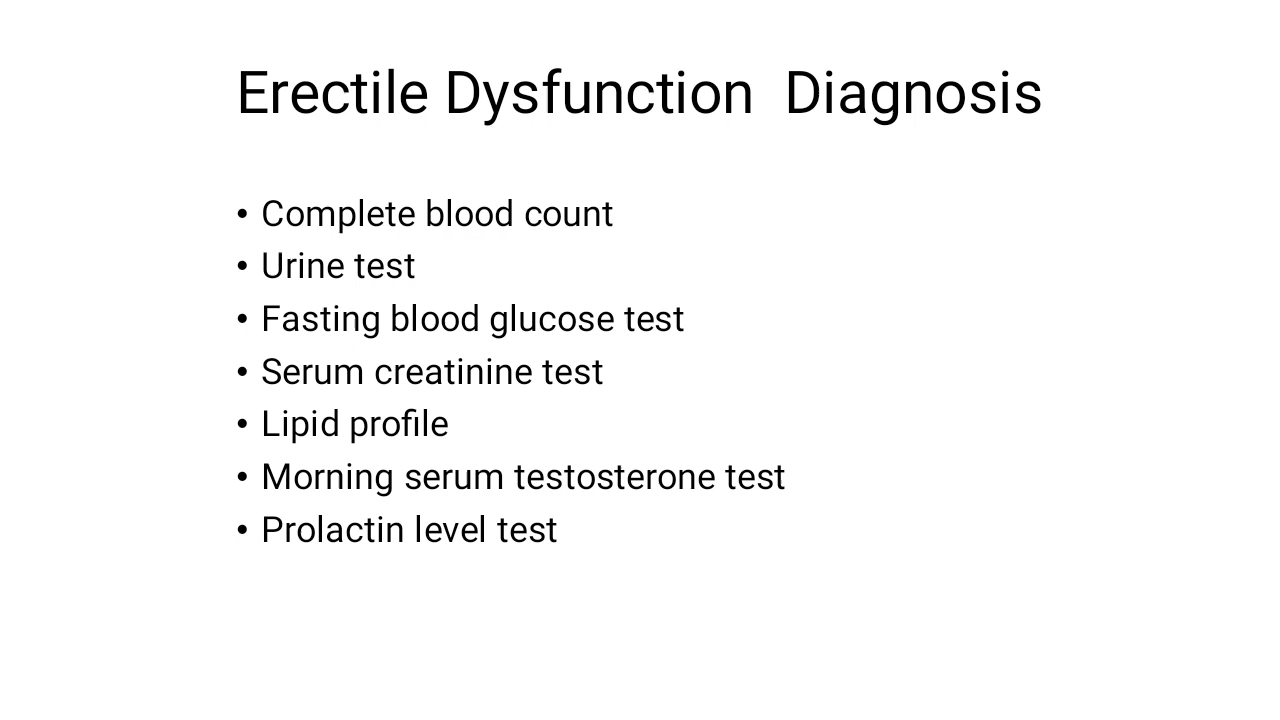 Erectile Dysfunction  Diagnosis
• Complete blood count
• Urine test
• Fasting blood glucose test
• Serum creatinine test
• Lipid profile
• Morning serum testosterone test
• Prolactin level test